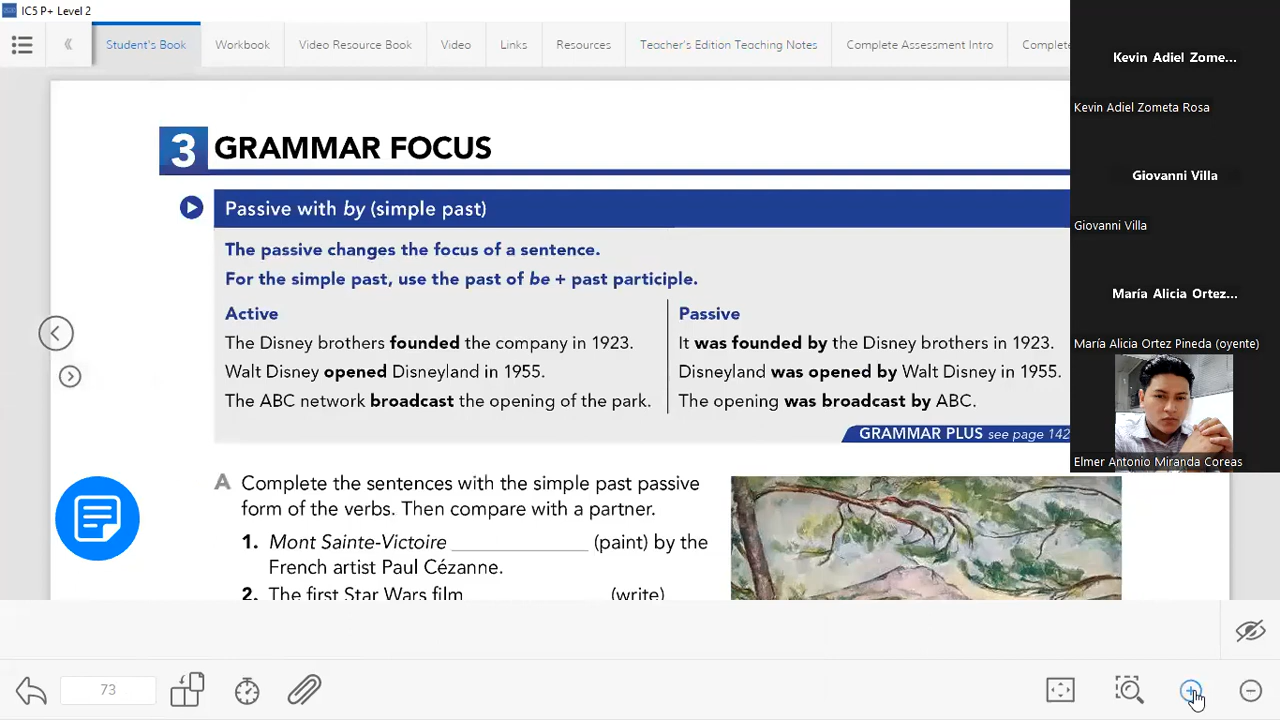 IC5 P+ Level 2
Student's Book
Workbook
Video Resource Book
Video
Links
Resources
Teacher's Edition Teaching Notes
Complete Assessment Intro
Complete
3 GRAMMAR FOCUS
Passive with by (simple past)
The passive changes the focus of a sentence.
For the simple past, use the past of be + past participle.
Active
The Disney brothers founded the company in 1923.
Walt Disney opened Disneyland in 1955.
The ABC network broadcast the opening of the park.
Passive
It was founded by the Disney brothers in 1923.
Disneyland was opened by Walt Disney in 1955.
The opening was broadcast by ABC.
GRAMMAR PLUS see page 142
A Complete the sentences with the simple past passive
form of the verbs. Then compare with a partner.
1. Mont Sainte-Victoire ______________ (paint) by the
French artist Paul Cézanne.
2. The first Star Wars film (write)
Kevin Adiel Zome...
Kevin Adiel Zometa Rosa
Giovanni Villa
Giovanni Villa
María Alicia Ortez...
María Alicia Ortez Pineda (oyente)
Elmer Antonio Miranda Coreas
73